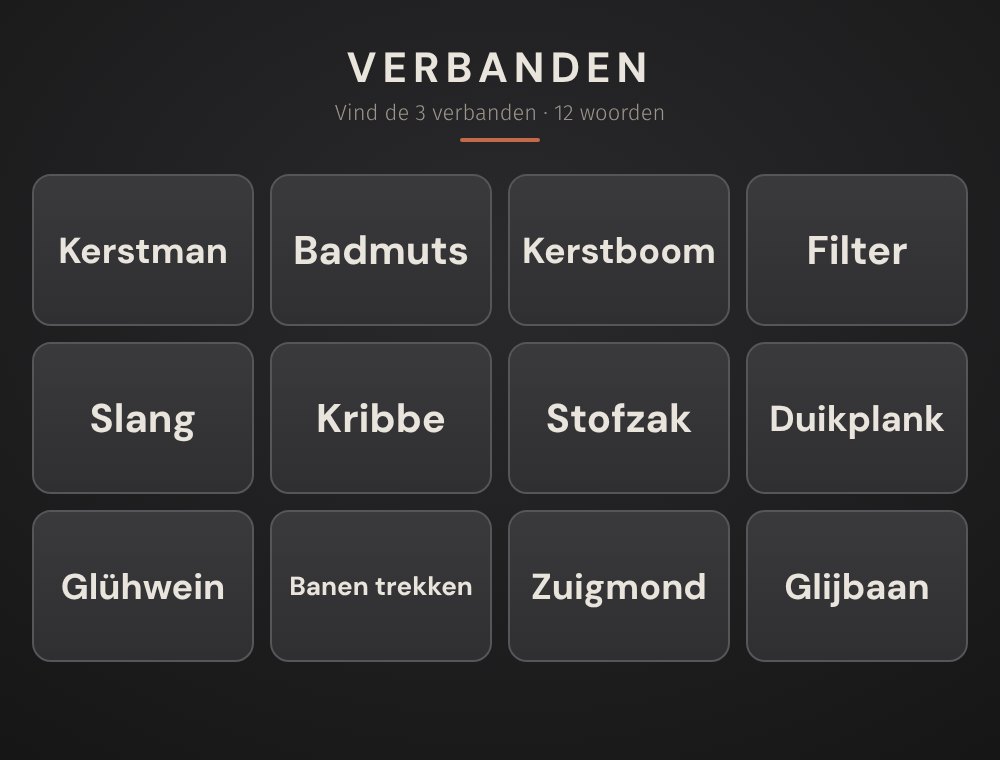 VERBANDEN
Vind de 3 verbanden · 12 woorden
Kerstman
Badmuts
Kerstboom
Filter
Slang
Kribbe
Stofzak
Duikplank
Glühwein
Banen trekken
Zuigmond
Glijbaan